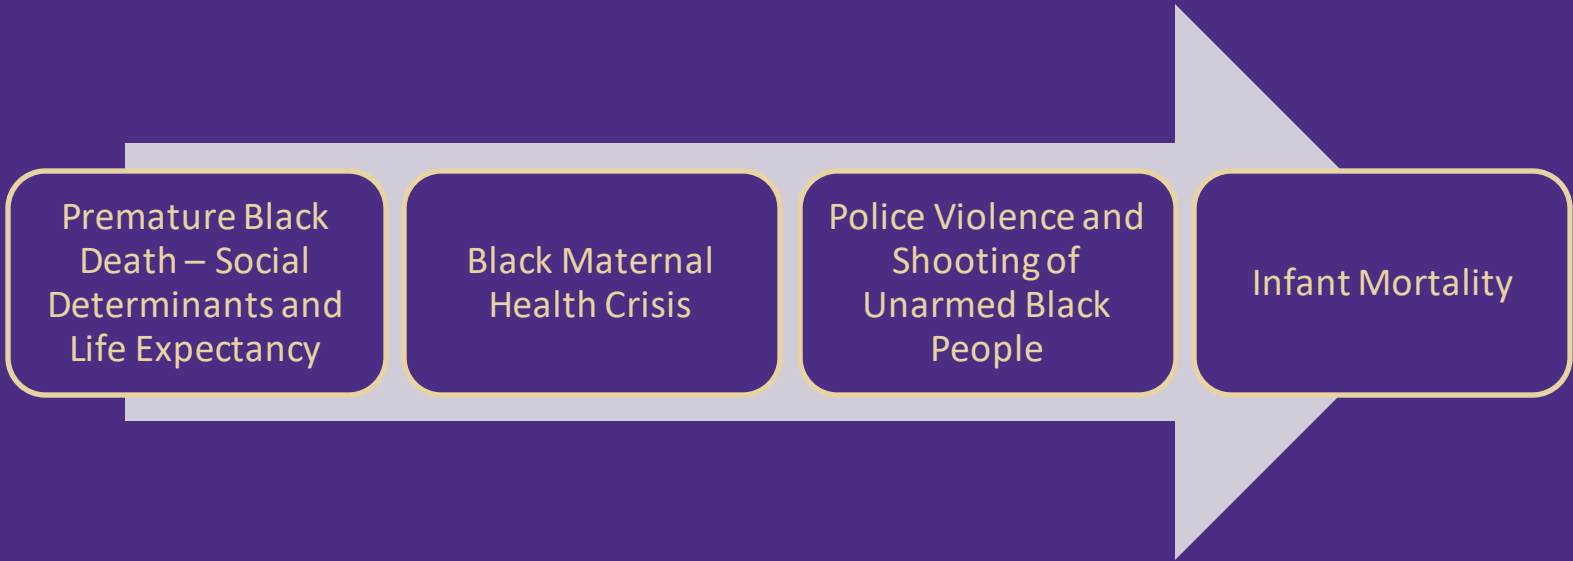 Premature Black
Death – Social
Determinants and
Life Expectancy
Black Maternal
Health Crisis
Police Violence and
Shooting of
Unarmed Black
People
Infant Mortality